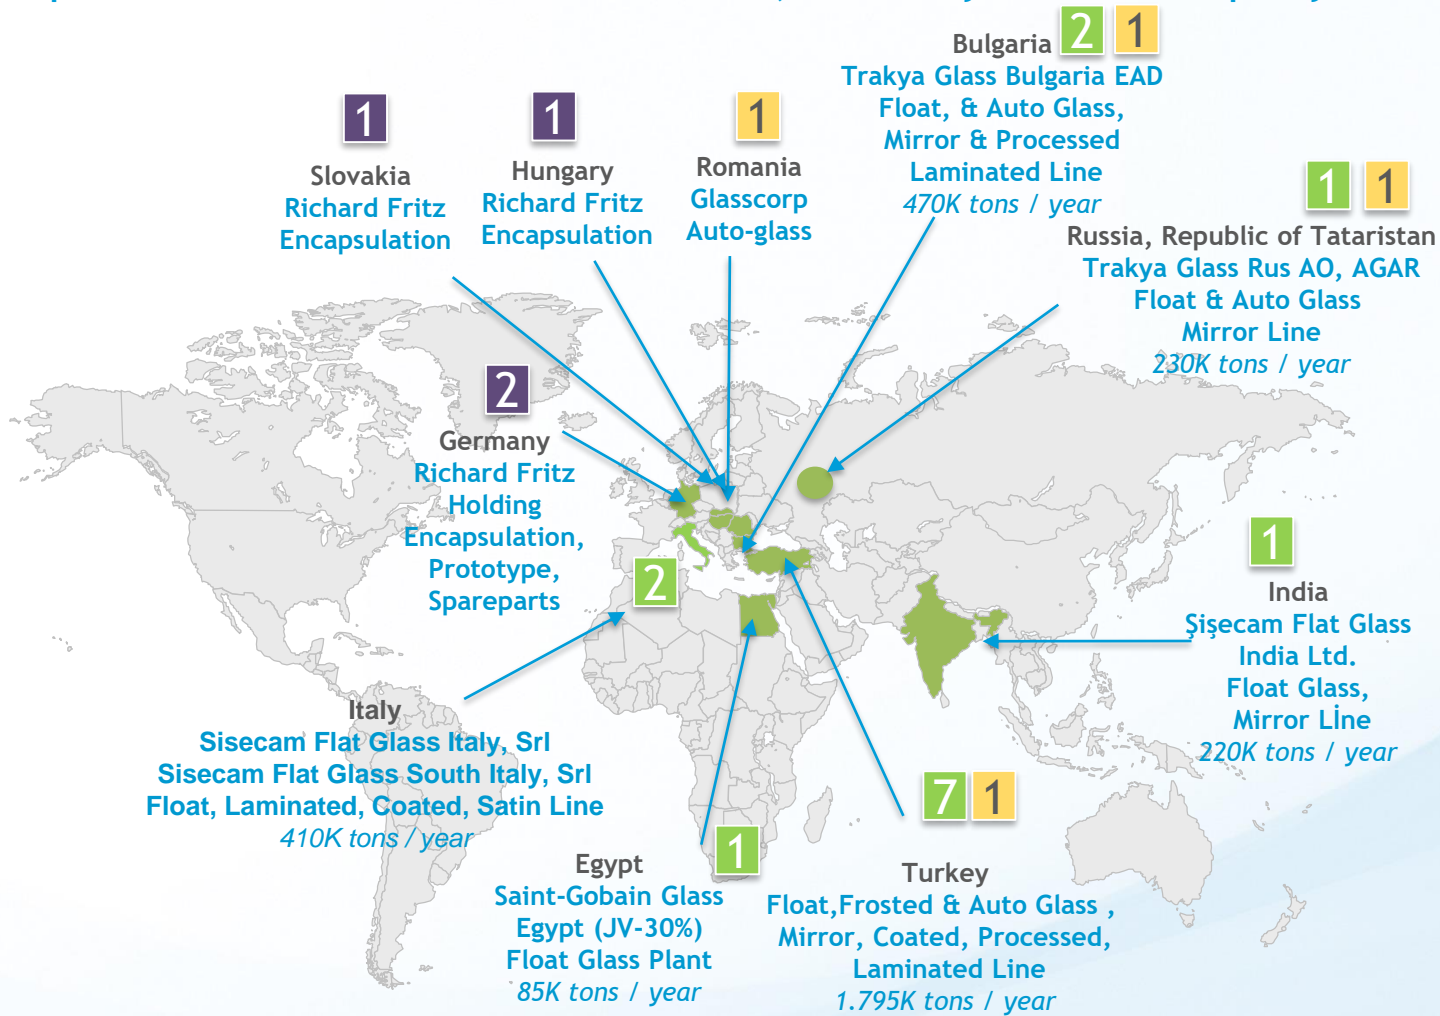 2 1
Bulgaria
Trakya Glass Bulgaria EAD
Float, & Auto Glass,
Mirror & Processed
Laminated Line
470K tons / year
1
Slovakia
Richard Fritz
Encapsulation
1
Hungary
Richard Fritz
Encapsulation
1
Romania
Glasscorp
Auto-glass
1 1
Russia, Republic of Tataristan
Trakya Glass Rus AO, AGAR
Float & Auto Glass
Mirror Line
230K tons / year
2
Germany
Richard Fritz
Holding
Encapsulation,
Prototype,
Spareparts
1
India
Şişecam Flat Glass
India Ltd.
Float Glass,
Mirror Lİne
220K tons / year
2
Italy
Sisecam Flat Glass Italy, Srl
Sisecam Flat Glass South Italy, Srl
Float, Laminated, Coated, Satin Line
410K tons / year
1
Egypt
Saint-Gobain Glass
Egypt (JV-30%)
Float Glass Plant
85K tons / year
7 1
Turkey
Float,Frosted & Auto Glass ,
Mirror, Coated, Processed,
Laminated Line
1.795K tons / year